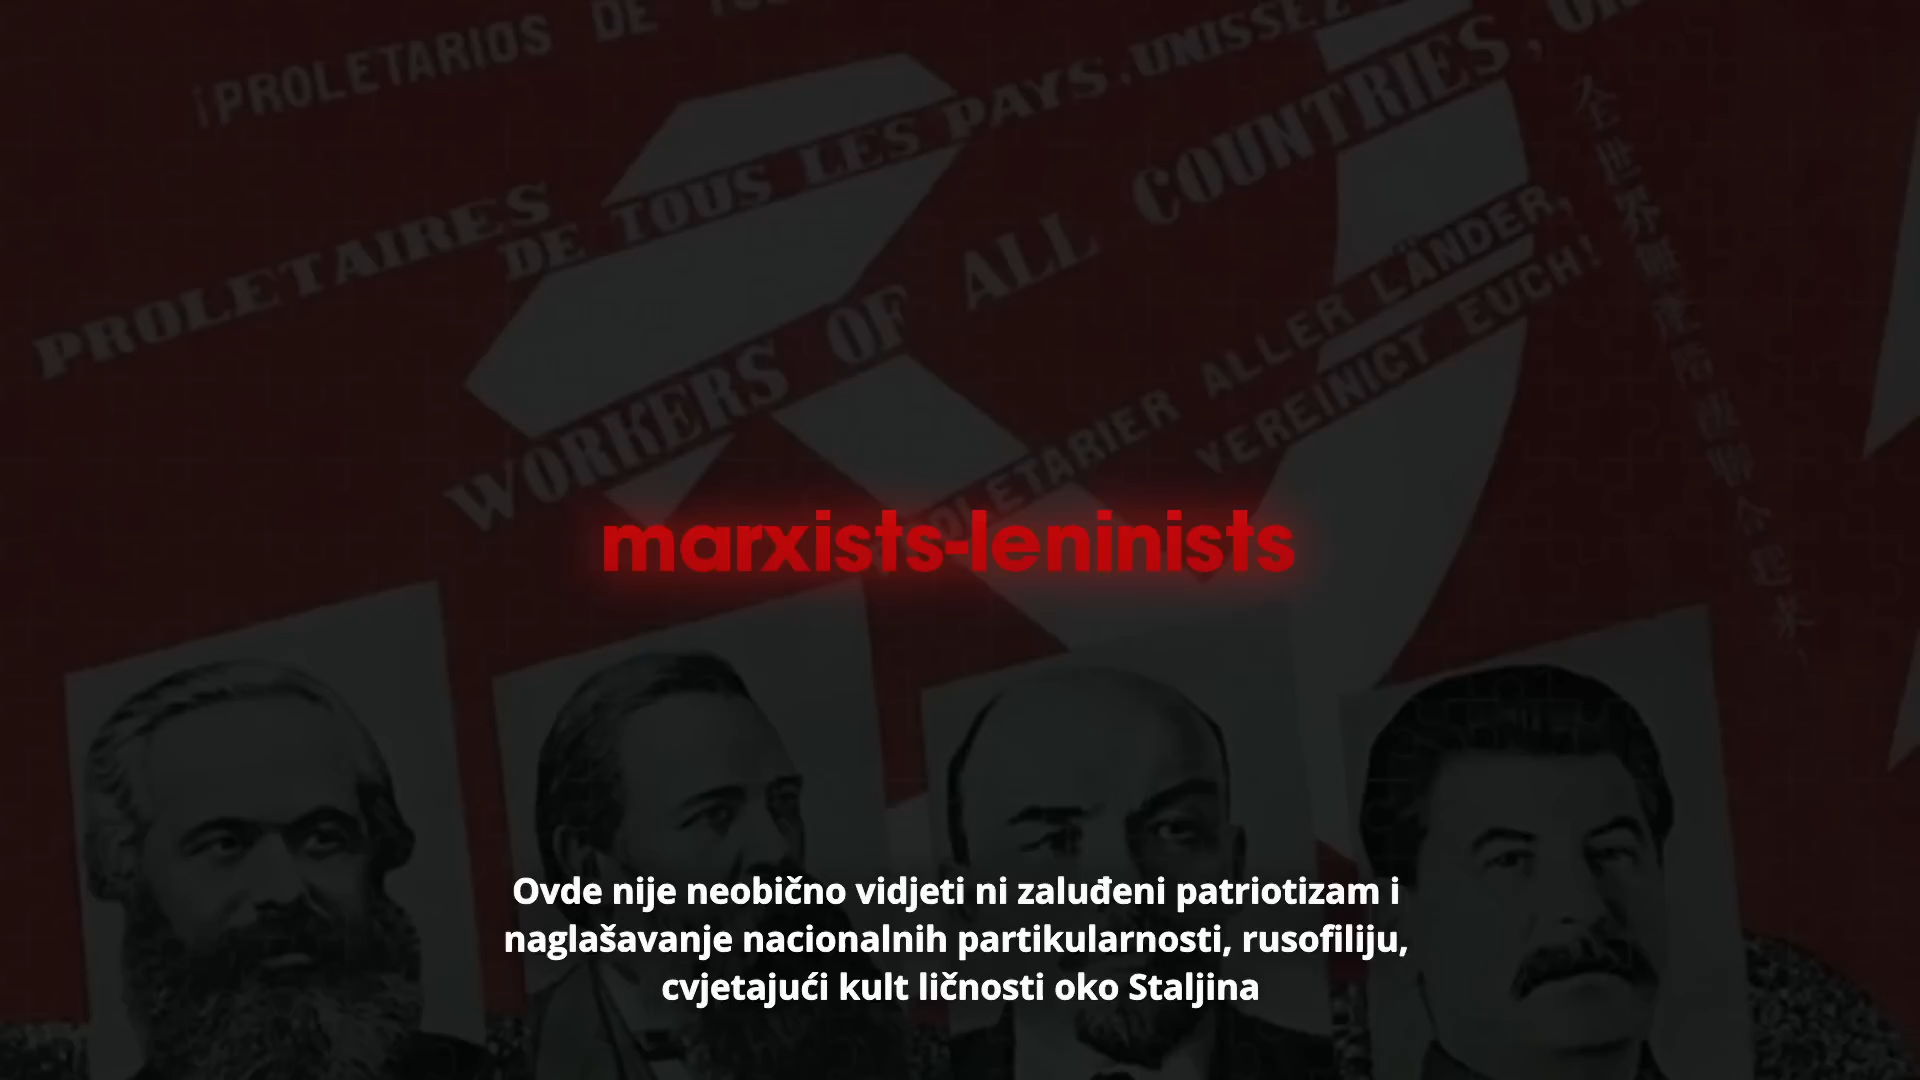 ¡PROLETARIOS DE
PROLETAIRES
DE TOUS LES PAYS, UNISSEZ
WORKERS OF ALL COUNTRIES,
PROLETARIER ALLER LÄNDER,
VEREINIGT EUCH!
全世界無產階級聯合起來
marxists-leninists
Ovde nije neobično vidjeti ni zaluđeni patriotizam i
naglašavanje nacionalnih partikularnosti, rusofiliju,
cvjetajući kult ličnosti oko Staljina